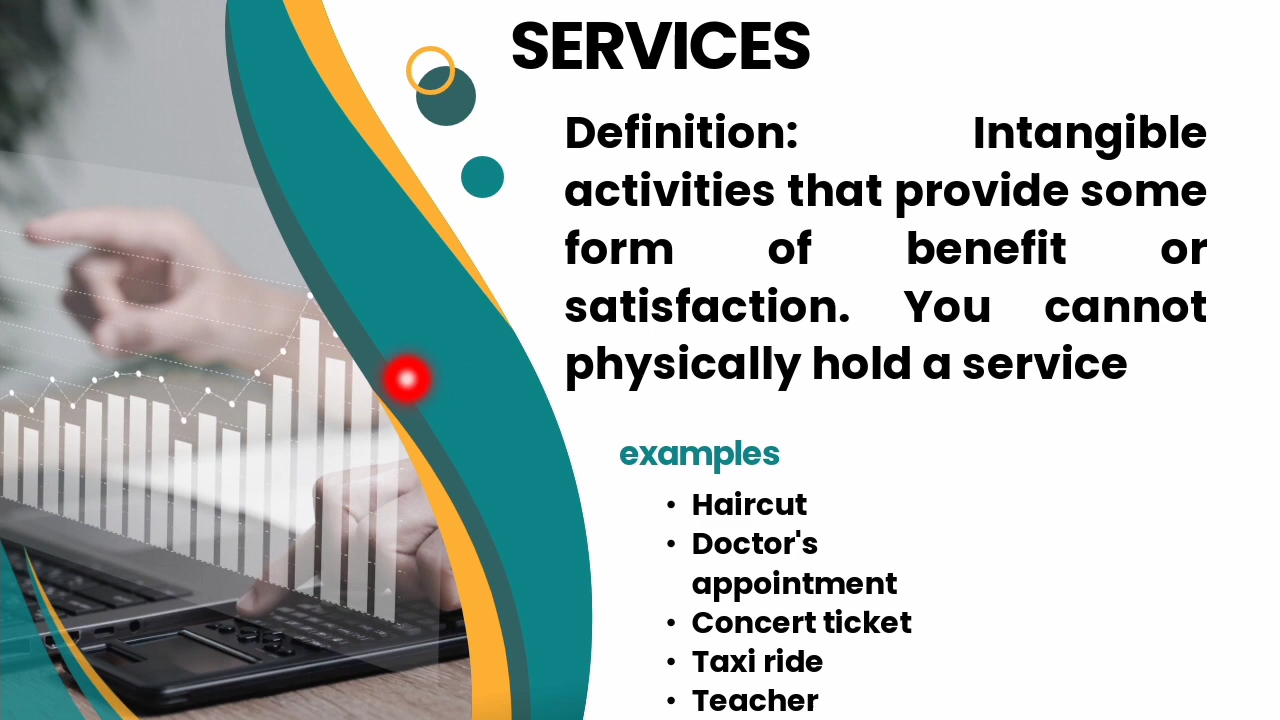 SERVICES
Definition: Intangible
activities that provide some
form of benefit or
satisfaction. You cannot
physically hold a service
examples
• Haircut
• Doctor's
appointment
• Concert ticket
• Taxi ride
• Teacher